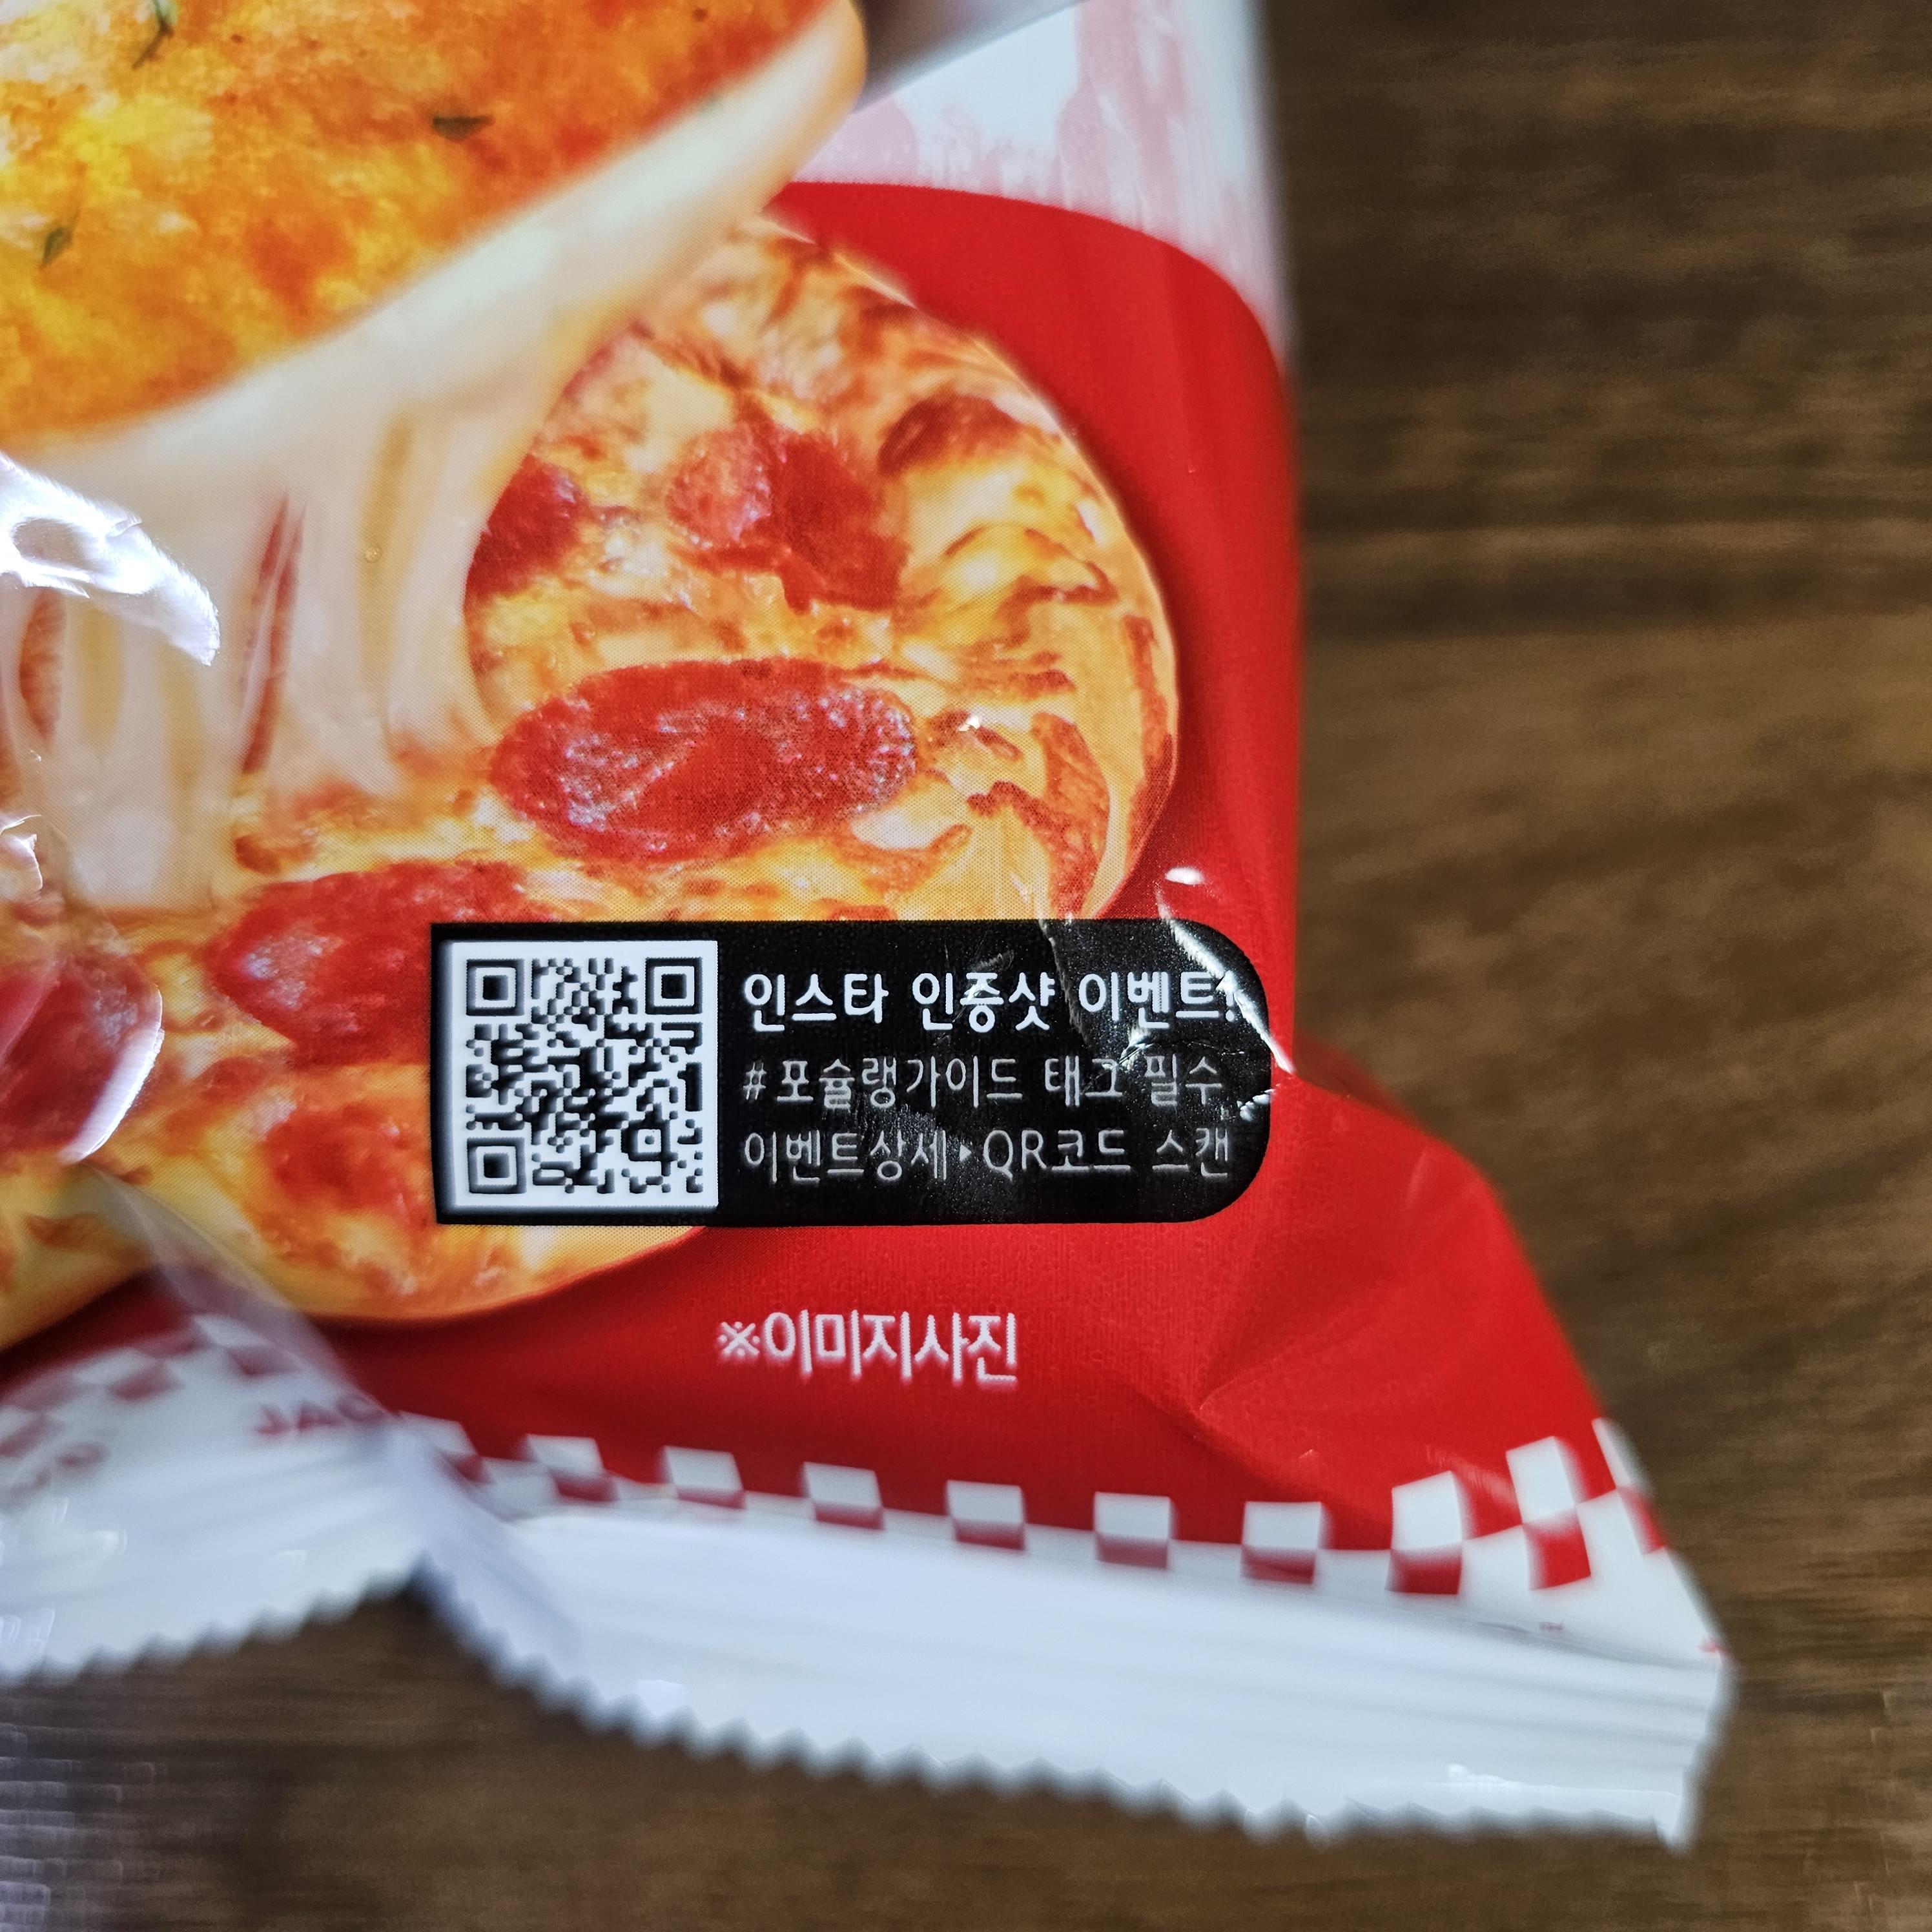 인스타 인증샷 이벤트!
#포슐랭가이드 태그 필수
이벤트상세▸QR코드 스캔
※이미지사진